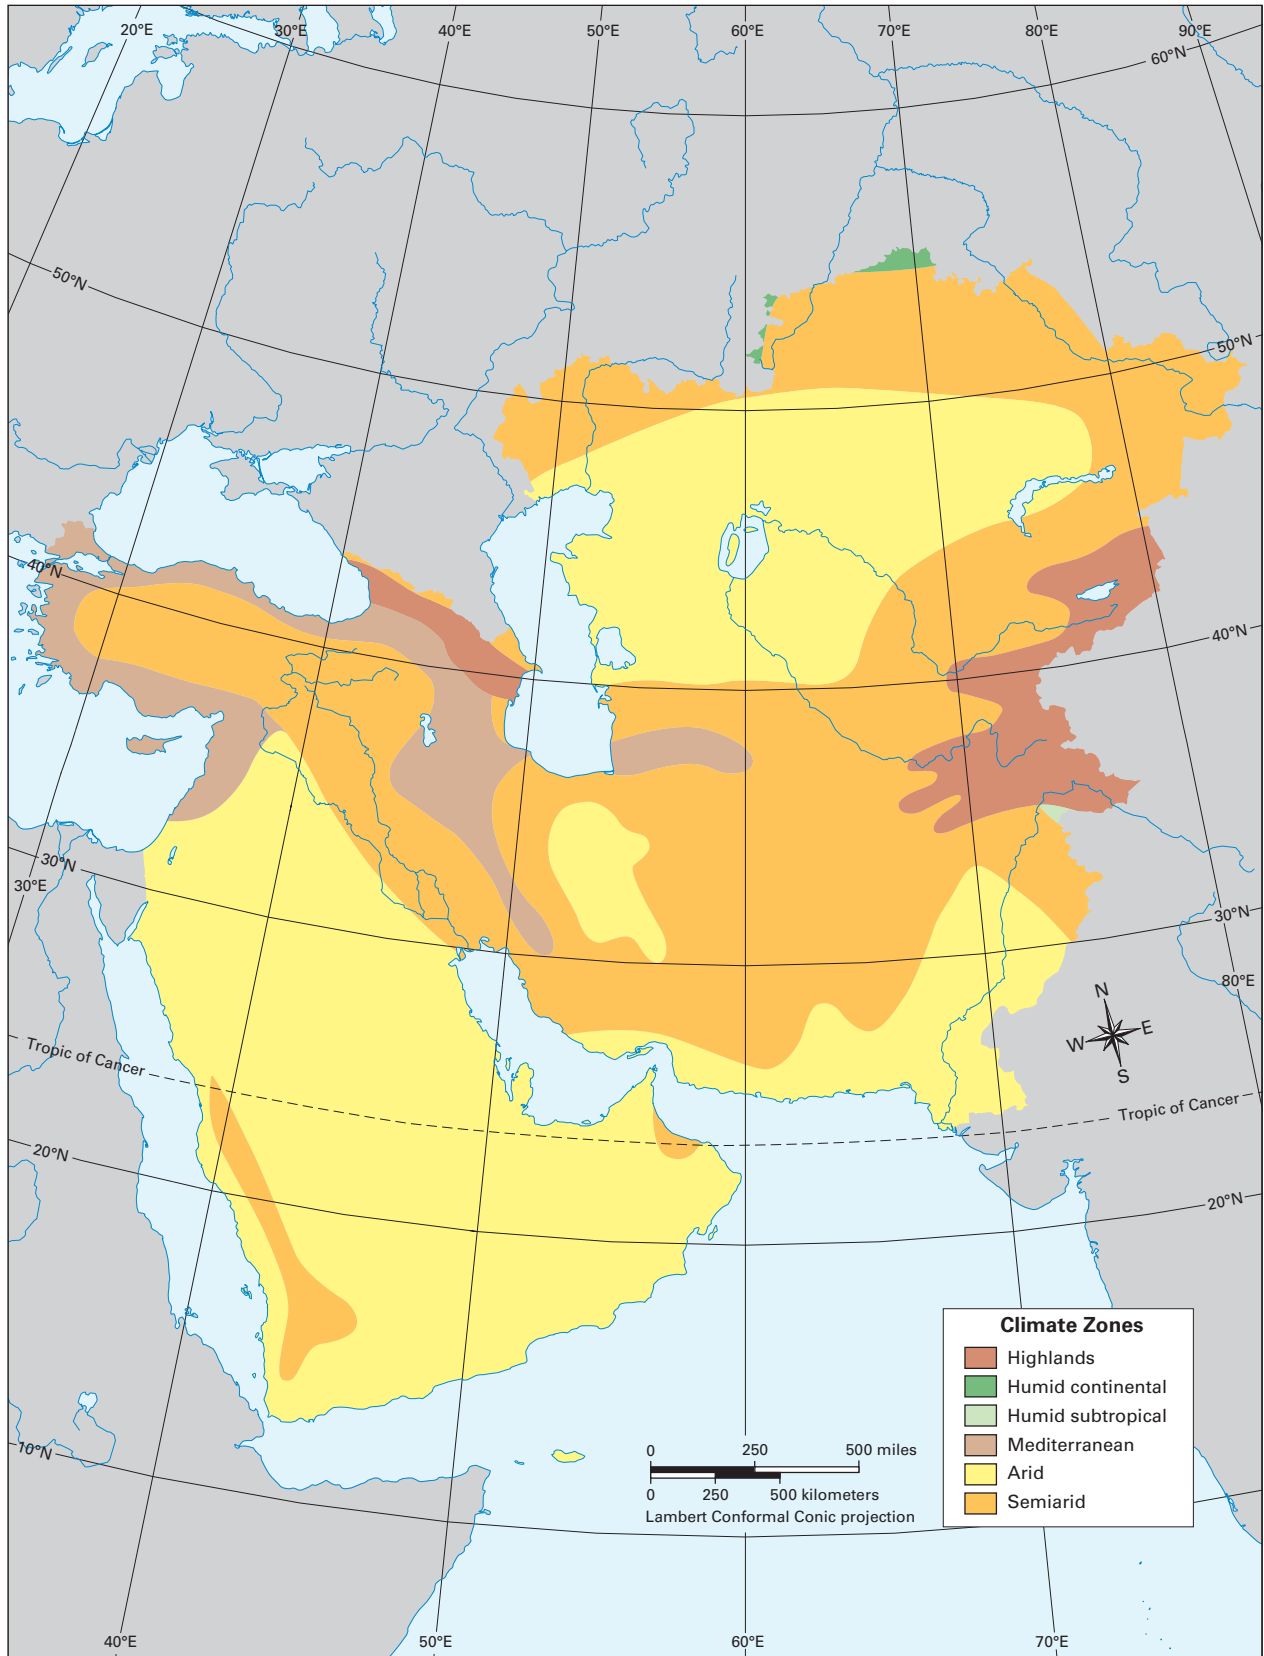 20°E 30°E 40°E 50°E 60°E 70°E 80°E 90°E
60°N
50°N
50°N
40°N
40°N
30°N
30°E
30°N
80°E
N
W E
S
Tropic of Cancer
Tropic of Cancer
20°N
20°N
10°N
Climate Zones
Highlands
Humid continental
Humid subtropical
Mediterranean
Arid
Semiarid
0 250 500 miles
0 250 500 kilometers
Lambert Conformal Conic projection
40°E 50°E 60°E 70°E